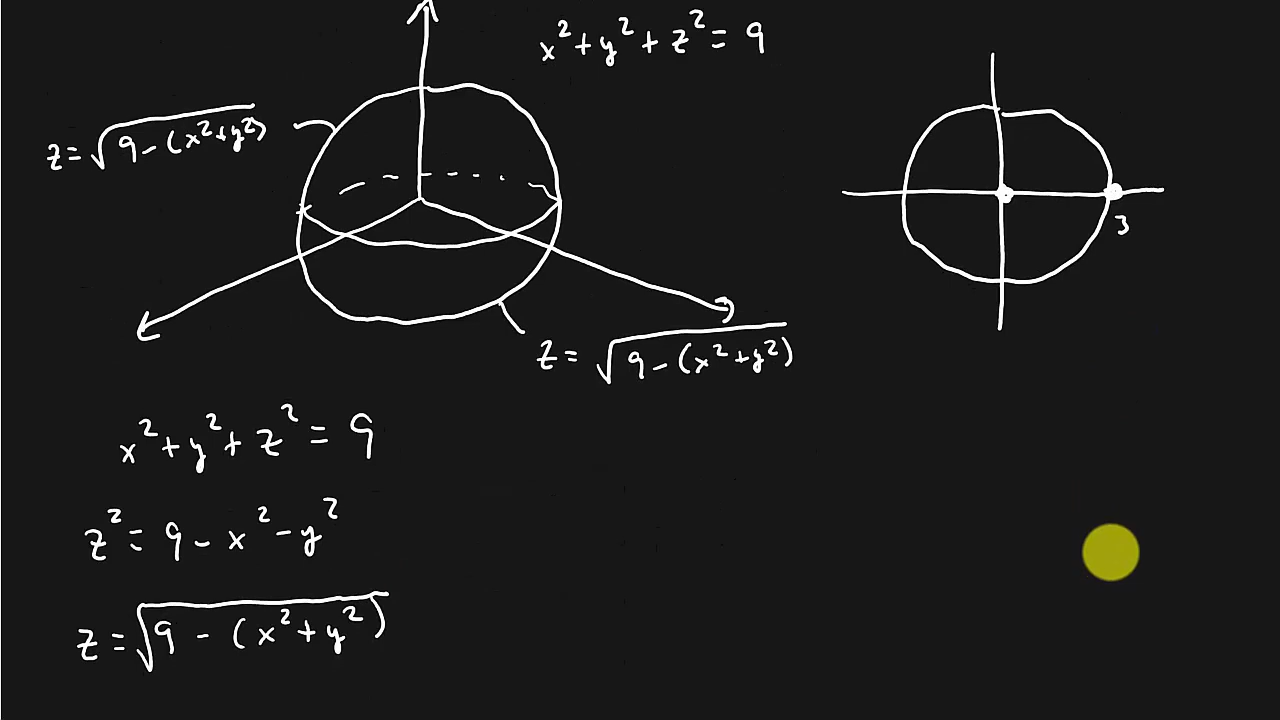 x² + y² + z² = 9
z = √(9 - (x² + y²))
3
z = √(9 - (x² + y²))
x² + y² + z² = 9
z² = 9 - x² - y²
z = √(9 - (x² + y²))